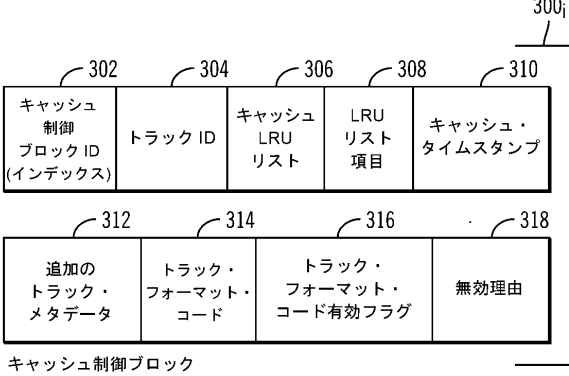 300i
302
304
306
308
310
キャッシュ
制御
ブロックID
(インデックス)
トラックID
キャッシュ
LRU
リスト
LRU
リスト
項目
キャッシュ・
タイムスタンプ
312
314
316
318
追加の
トラック・
メタデータ
トラック・
フォーマット・
コード
トラック・
フォーマット・
コード有効フラグ
無効理由
キャッシュ制御ブロック